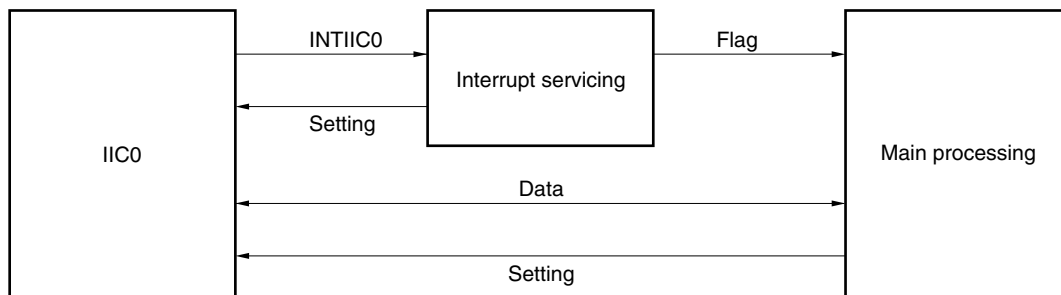 INTIIC0
Flag
Interrupt servicing
Setting
IIC0
Main processing
Data
Setting